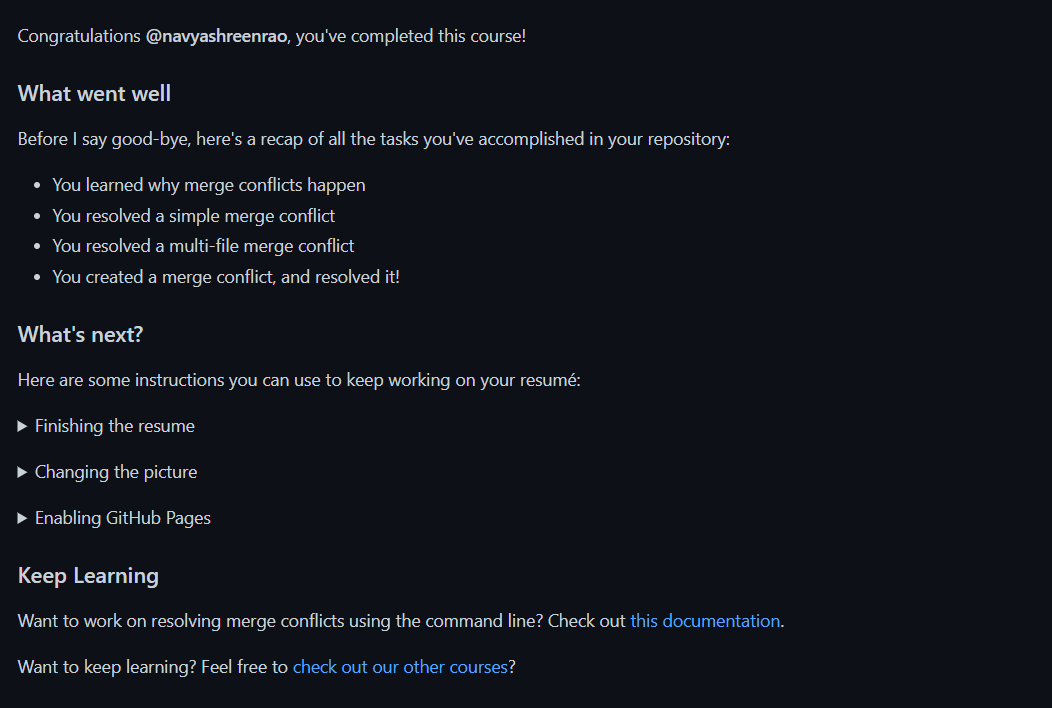 Congratulations @navyashreenrao, you've completed this course!
What went well
Before I say good-bye, here's a recap of all the tasks you've accomplished in your repository:
• You learned why merge conflicts happen
• You resolved a simple merge conflict
• You resolved a multi-file merge conflict
• You created a merge conflict, and resolved it!
What's next?
Here are some instructions you can use to keep working on your resumé:
▶ Finishing the resume
▶ Changing the picture
▶ Enabling GitHub Pages
Keep Learning
Want to work on resolving merge conflicts using the command line? Check out this documentation.
Want to keep learning? Feel free to check out our other courses?